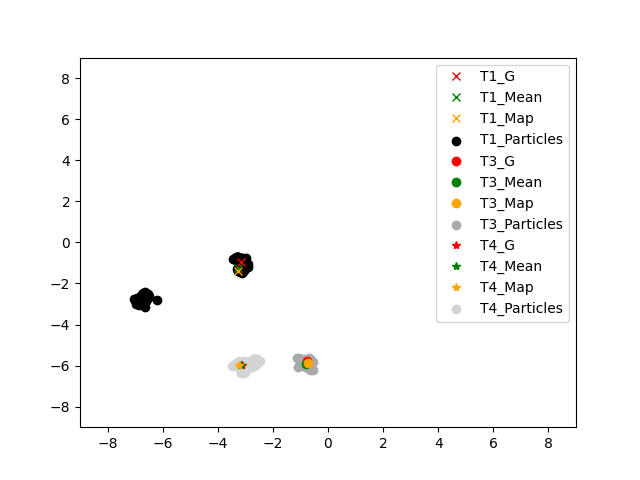 8
6
4
2
0
−2
−4
−6
−8
−8 −6 −4 −2 0 2 4 6 8
T1_G
T1_Mean
T1_Map
T1_Particles
T3_G
T3_Mean
T3_Map
T3_Particles
T4_G
T4_Mean
T4_Map
T4_Particles